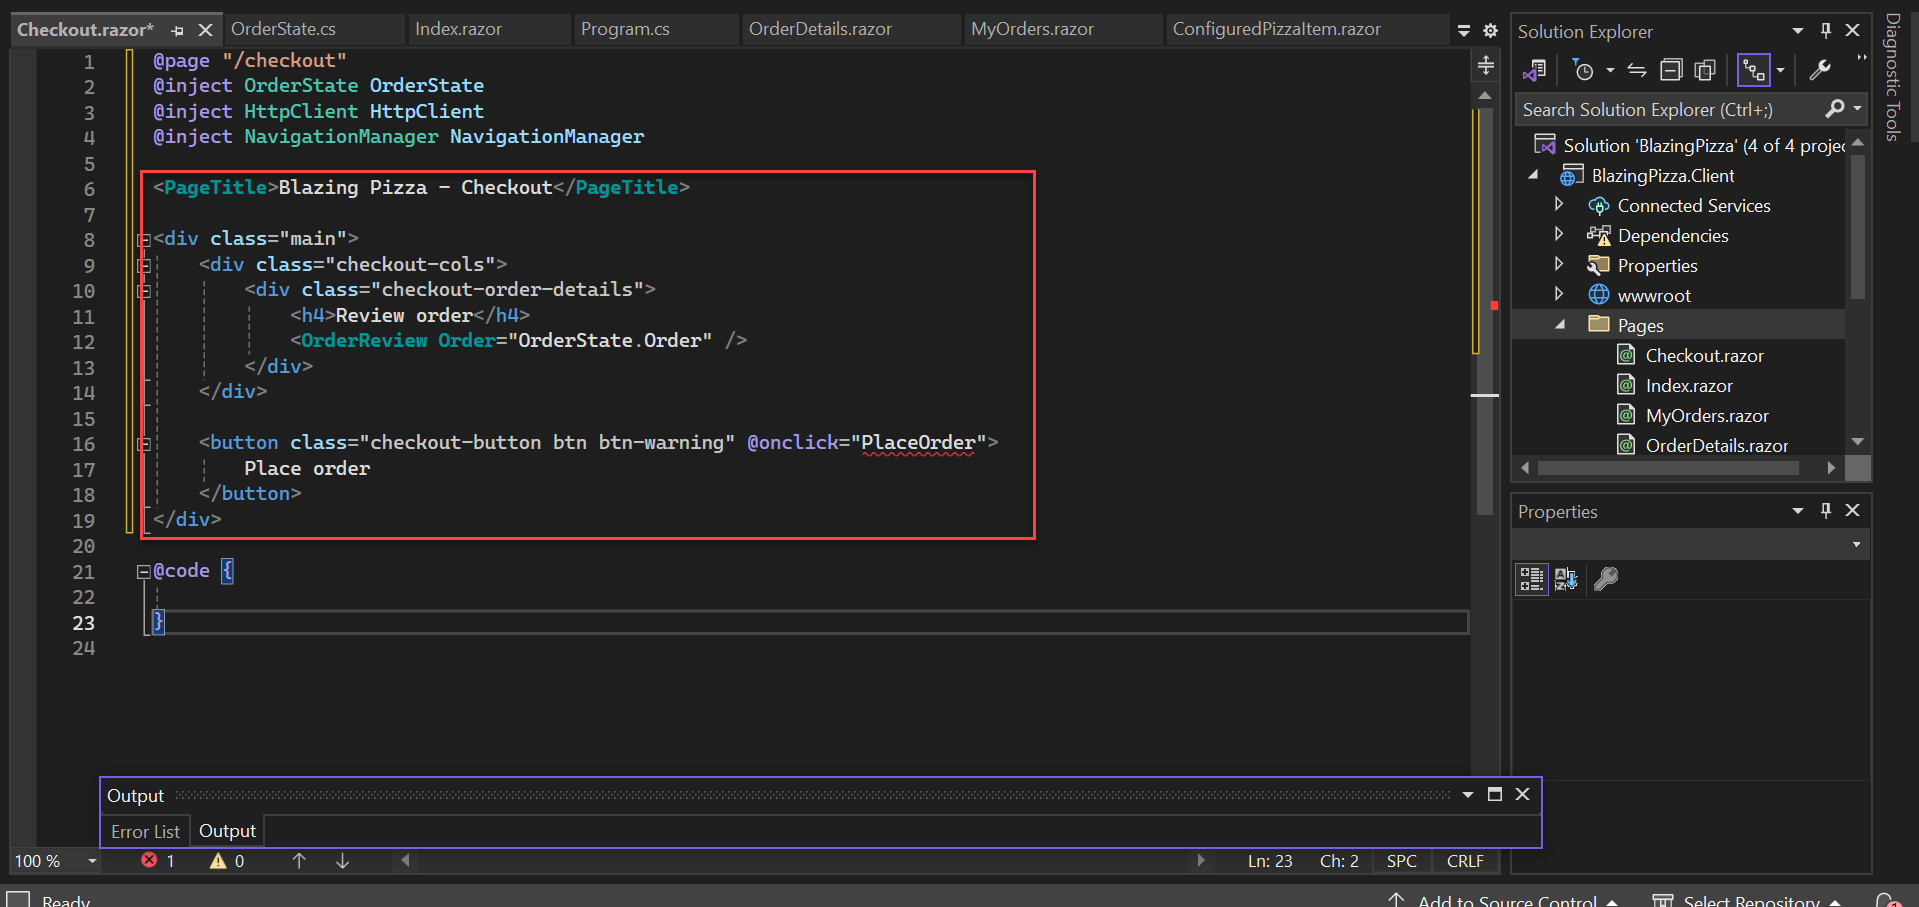 Checkout.razor*
OrderState.cs
Index.razor
Program.cs
OrderDetails.razor
MyOrders.razor
ConfiguredPizzaItem.razor
1 @page "/checkout"
2 @inject OrderState OrderState
3 @inject HttpClient HttpClient
4 @inject NavigationManager NavigationManager
5
6 <PageTitle>Blazing Pizza - Checkout</PageTitle>
7
8 <div class="main">
9 <div class="checkout-cols">
10 <div class="checkout-order-details">
11 <h4>Review order</h4>
12 <OrderReview Order="OrderState.Order" />
13 </div>
14 </div>
15
16 <button class="checkout-button btn btn-warning" @onclick="PlaceOrder">
17 Place order
18 </button>
19 </div>
20
21 @code {
22
23 }
24
Output
Error List
Output
100 %
1
0
Ln: 23
Ch: 2
SPC
CRLF
Solution Explorer
Search Solution Explorer (Ctrl+;)
Solution 'BlazingPizza' (4 of 4 projec
BlazingPizza.Client
Connected Services
Dependencies
Properties
wwwroot
Pages
Checkout.razor
Index.razor
MyOrders.razor
OrderDetails.razor
Properties
Diagnostic Tools
Ready
Add to Source Control
Select Repository
1